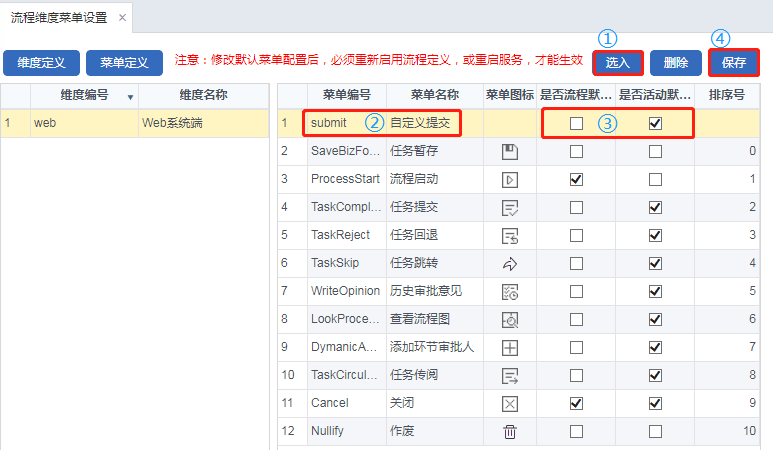 流程维度菜单设置 ×
① ④
维度定义 菜单定义 注意：修改默认菜单配置后，必须重新启用流程定义，或重启服务，才能生效 选入 删除 保存
维度编号 维度名称 菜单编号 菜单名称 菜单图标 是否流程默... 是否活动默... 排序号
1 web Web系统端 1 submit ② 自定义提交 ③
2 SaveBizFo... 任务暂存 0
3 ProcessStart 流程启动 1
4 TaskCompl... 任务提交 2
5 TaskReject 任务回退 3
6 TaskSkip 任务跳转 4
7 WriteOpinion 历史审批意见 5
8 LookProce... 查看流程图 6
9 DymanicA... 添加环节审批人 7
10 TaskCircul... 任务传阅 8
11 Cancel 关闭 9
12 Nullify 作废 10